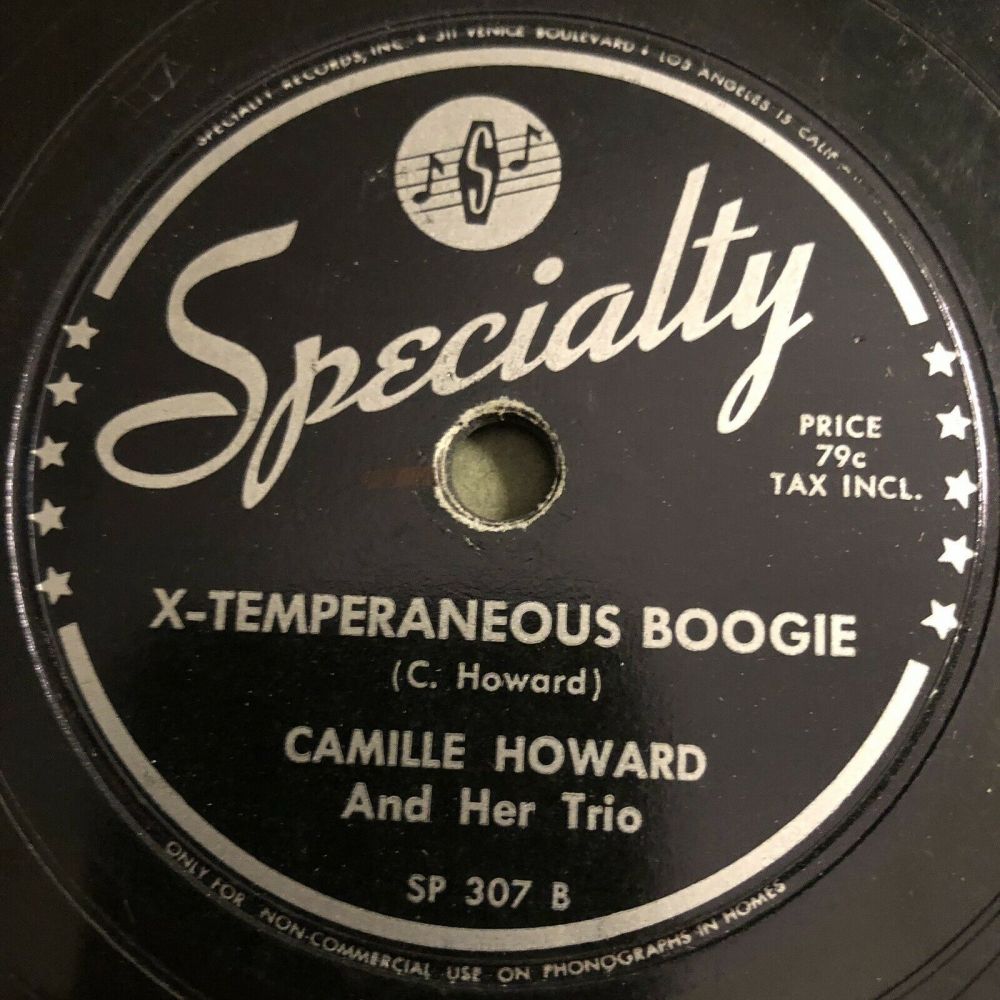 SPECIALTY RECORDS, INC. • 311 VENICE BOULEVARD • LOS ANGELES 15 CALIF.
S
Specialty
PRICE
79c
TAX INCL.
X-TEMPERANEOUS BOOGIE
(C. Howard)
CAMILLE HOWARD
And Her Trio
SP 307 B
ONLY FOR NON-COMMERCIAL USE ON PHONOGRAPHS IN HOMES